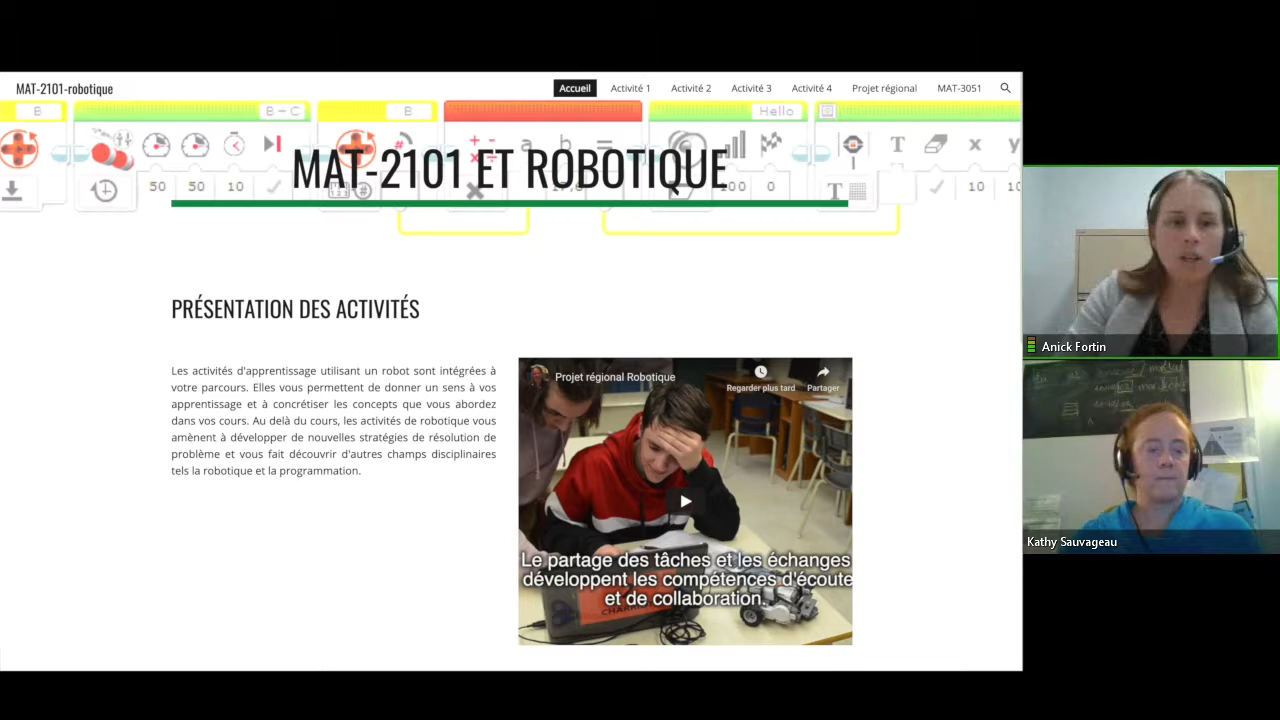 MAT-2101-robotique
Accueil Activité 1 Activité 2 Activité 3 Activité 4 Projet régional MAT-3051
B B – C B Hello
a b = T x y
MAT-2101 ET ROBOTIQUE
50 50 10 # 100 0 T 10
PRÉSENTATION DES ACTIVITÉS
Les activités d'apprentissage utilisant un robot sont intégrées à
votre parcours. Elles vous permettent de donner un sens à vos
apprentissage et à concrétiser les concepts que vous abordez
dans vos cours. Au delà du cours, les activités de robotique vous
amènent à développer de nouvelles stratégies de résolution de
problème et vous fait découvrir d'autres champs disciplinaires
tels la robotique et la programmation.
Projet régional Robotique
Regarder plus tard Partager
Le partage des tâches et les échanges
développent les compétences d'écoute
et de collaboration.
Anick Fortin
Kathy Sauvageau